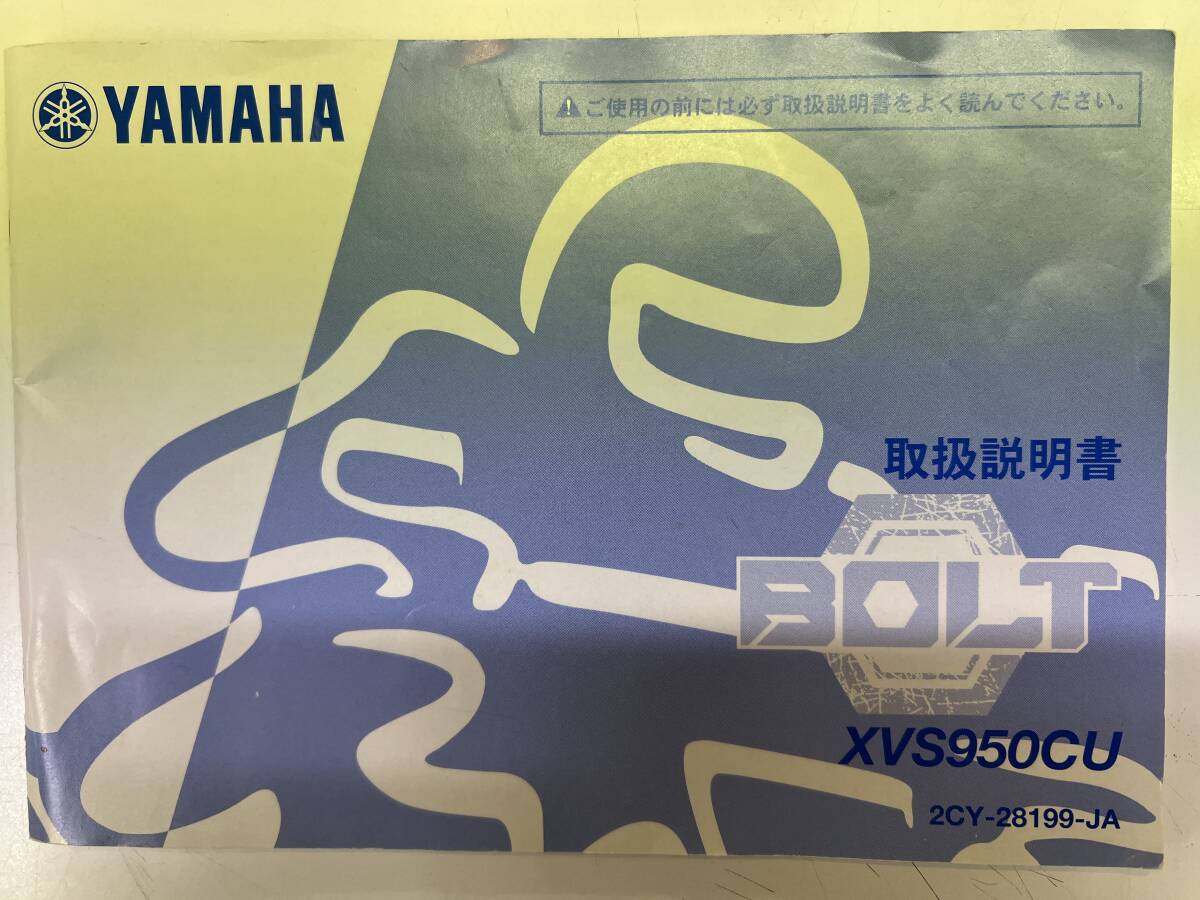 YAMAHA
⚠ご使用の前には必ず取扱説明書をよく読んでください。
取扱説明書
BOLT
XVS950CU
2CY-28199-JA